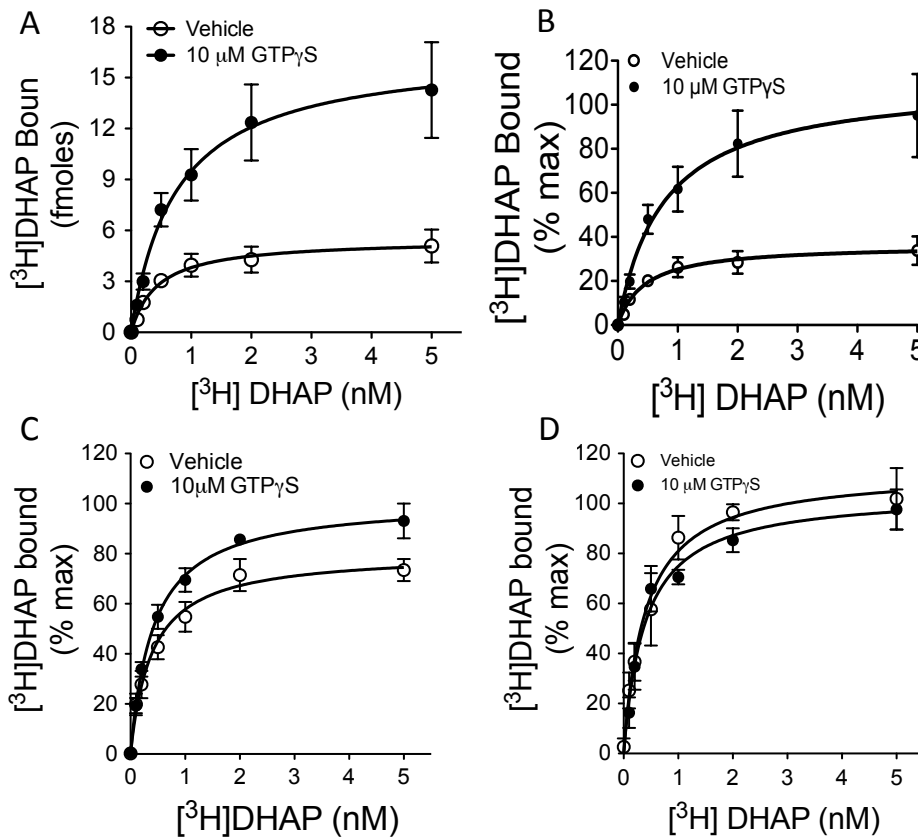 A
Vehicle
10 µM GTPγS
[³H]DHAP Boun
(fmoles)
18
15
12
9
6
3
0
0 1 2 3 4 5
[³H] DHAP (nM)
B
Vehicle
10 µM GTPγS
[³H]DHAP Bound
(% max)
120
100
80
60
40
20
0
0 1 2 3 4 5
[³H] DHAP (nM)
C
Vehicle
10µM GTPγS
[³H]DHAP bound
(% max)
120
100
80
60
40
20
0
0 1 2 3 4 5
[³H]DHAP (nM)
D
Vehicle
10 µM GTPγS
[³H]DHAP bound
(% max)
120
100
80
60
40
20
0
0 1 2 3 4 5
[³H] DHAP (nM)